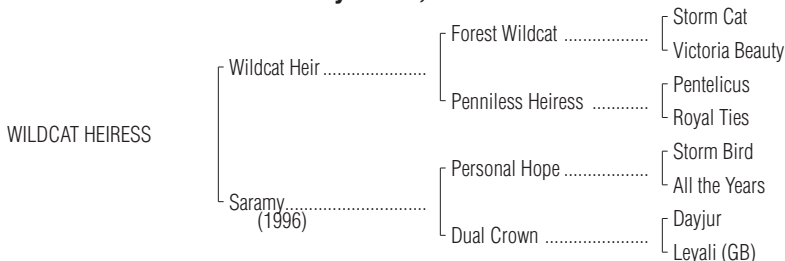 Storm Cat
Forest Wildcat ....................
Victoria Beauty
Wildcat Heir .........................
Pentelicus
Penniless Heiress .............
Royal Ties
WILDCAT HEIRESS
Storm Bird
Personal Hope ....................
All the Years
Saramy..................................
(1996)
Dayjur
Dual Crown .........................
Leyali (GB)